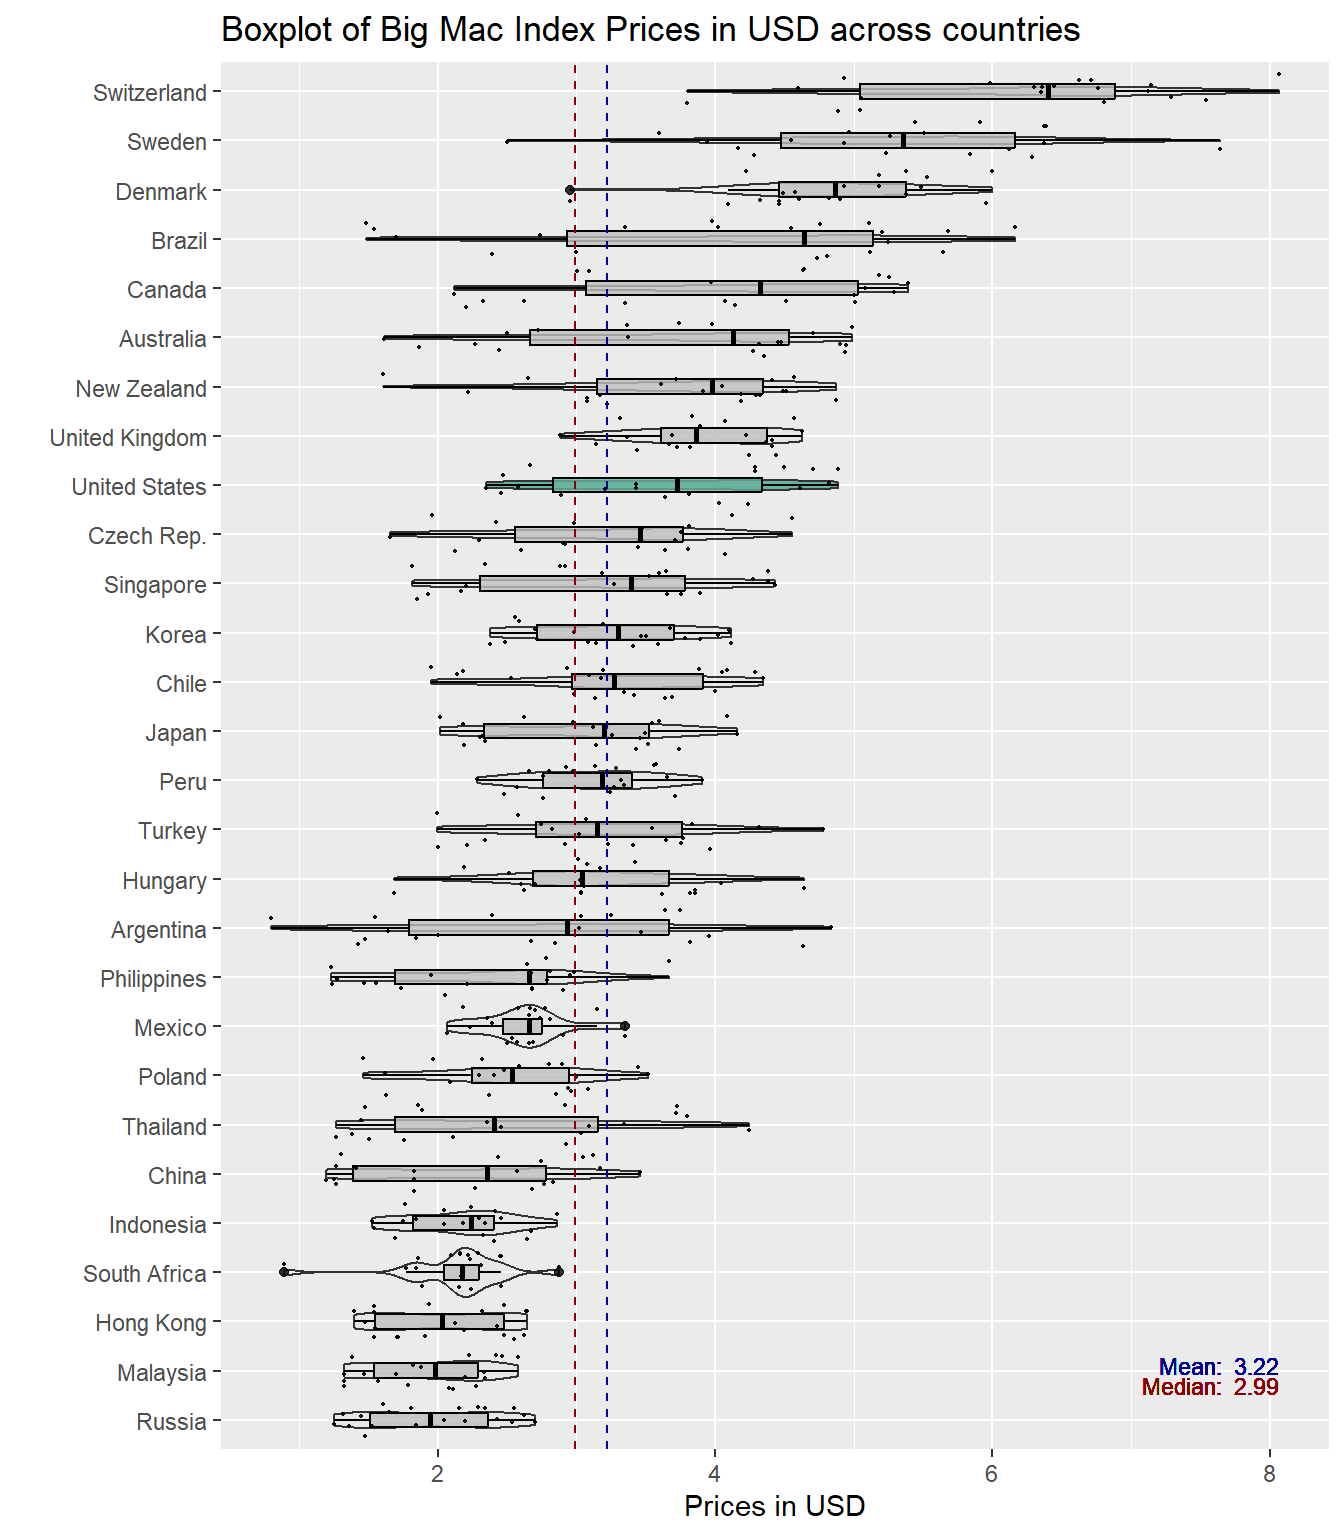 Boxplot of Big Mac Index Prices in USD across countries
Switzerland
Sweden
Denmark
Brazil
Canada
Australia
New Zealand
United Kingdom
United States
Czech Rep.
Singapore
Korea
Chile
Japan
Peru
Turkey
Hungary
Argentina
Philippines
Mexico
Poland
Thailand
China
Indonesia
South Africa
Hong Kong
Malaysia
Russia
Mean: 3.22
Median: 2.99
2 4 6 8
Prices in USD